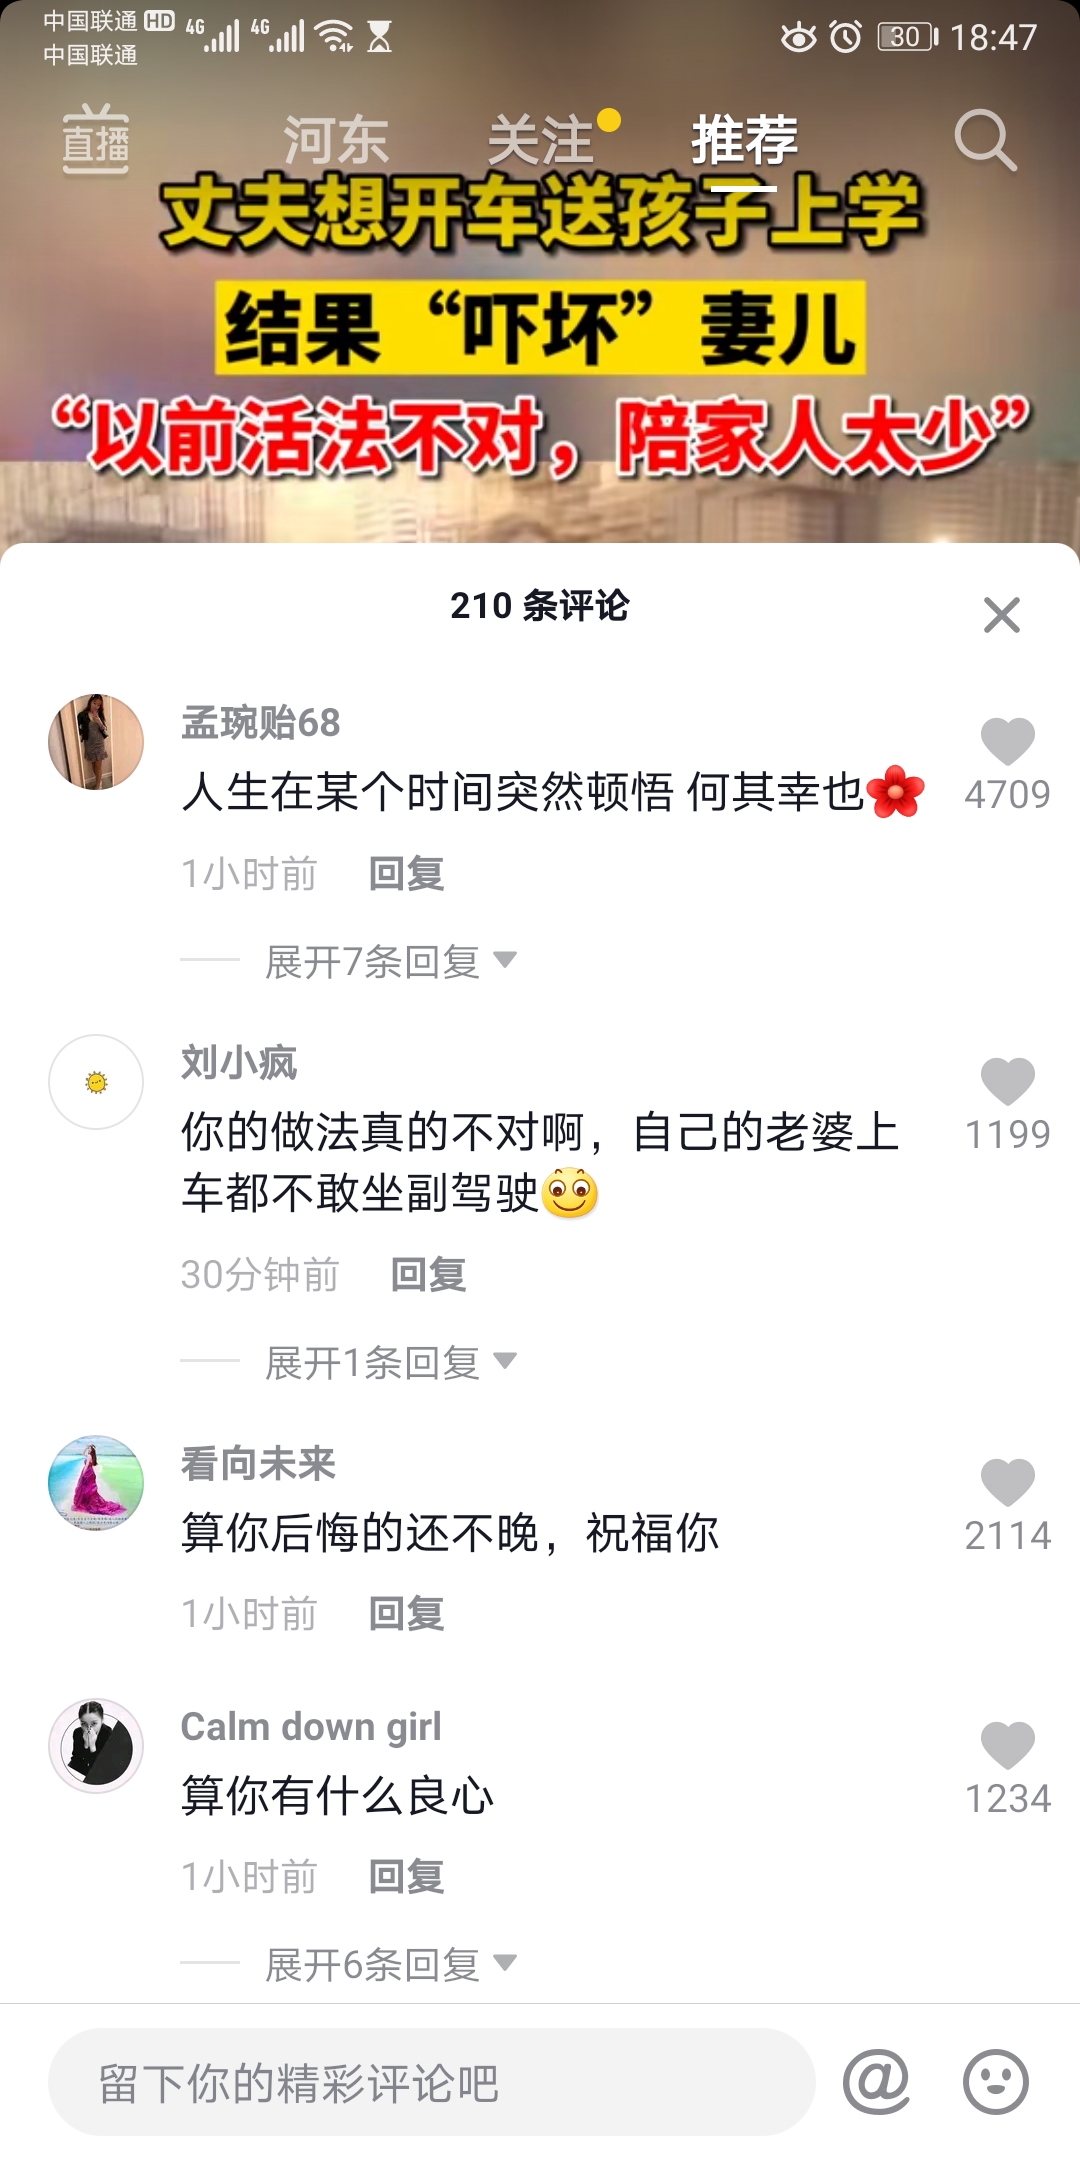 中国联通 HD 4G 4G 30 18:47
中国联通
直播 河东 关注 推荐
丈夫想开车送孩子上学
结果“吓坏”妻儿
“以前活法不对，陪家人太少”
210 条评论
孟琬贻68
人生在某个时间突然顿悟 何其幸也
4709
1小时前 回复
展开7条回复
刘小疯
你的做法真的不对啊，自己的老婆上
车都不敢坐副驾驶
1199
30分钟前 回复
展开1条回复
看向未来
算你后悔的还不晚，祝福你
2114
1小时前 回复
Calm down girl
算你有什么良心
1234
1小时前 回复
展开6条回复
留下你的精彩评论吧 @